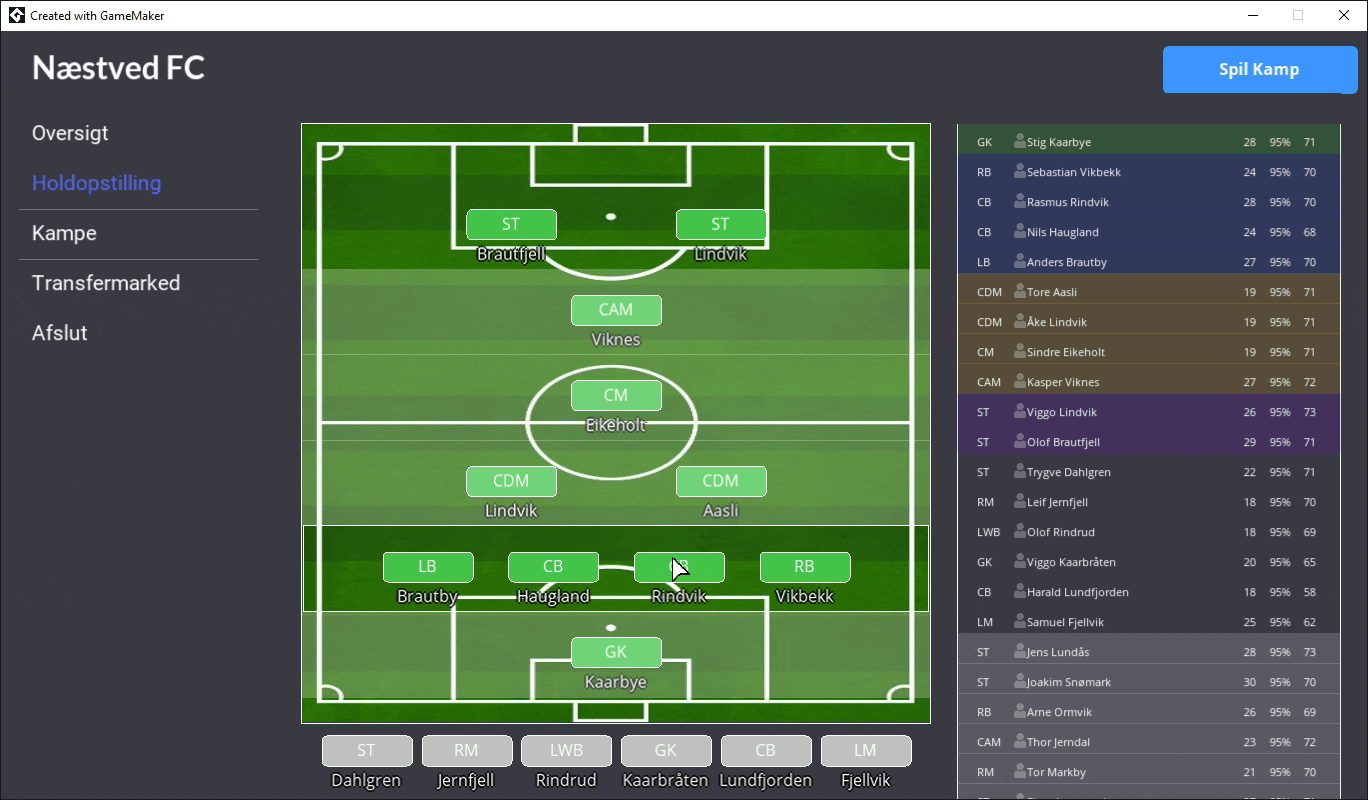 Created with GameMaker
Næstved FC
Spil Kamp
Oversigt
Holdopstilling
Kampe
Transfermarked
Afslut
ST ST
Brautfjell Lindvik
CAM
Viknes
CM
Eikeholt
CDM CDM
Lindvik Aasli
LB CB CB RB
Brautby Haugland Rindvik Vikbekk
GK
Kaarbye
ST RM LWB GK CB LM
Dahlgren Jernfjell Rindrud Kaarbråten Lundfjorden Fjellvik
GK Stig Kaarbye 28 95% 71
RB Sebastian Vikbekk 24 95% 70
CB Rasmus Rindvik 28 95% 70
CB Nils Haugland 24 95% 68
LB Anders Brautby 27 95% 70
CDM Tore Aasli 19 95% 71
CDM Åke Lindvik 19 95% 71
CM Sindre Eikeholt 19 95% 71
CAM Kasper Viknes 27 95% 72
ST Viggo Lindvik 26 95% 73
ST Olof Brautfjell 29 95% 71
ST Trygve Dahlgren 22 95% 71
RM Leif Jernfjell 18 95% 70
LWB Olof Rindrud 18 95% 69
GK Viggo Kaarbråten 20 95% 65
CB Harald Lundfjorden 18 95% 58
LM Samuel Fjellvik 25 95% 62
ST Jens Lundås 28 95% 73
ST Joakim Snømark 30 95% 70
RB Arne Ormvik 26 95% 69
CAM Thor Jerndal 23 95% 72
RM Tor Markby 21 95% 70